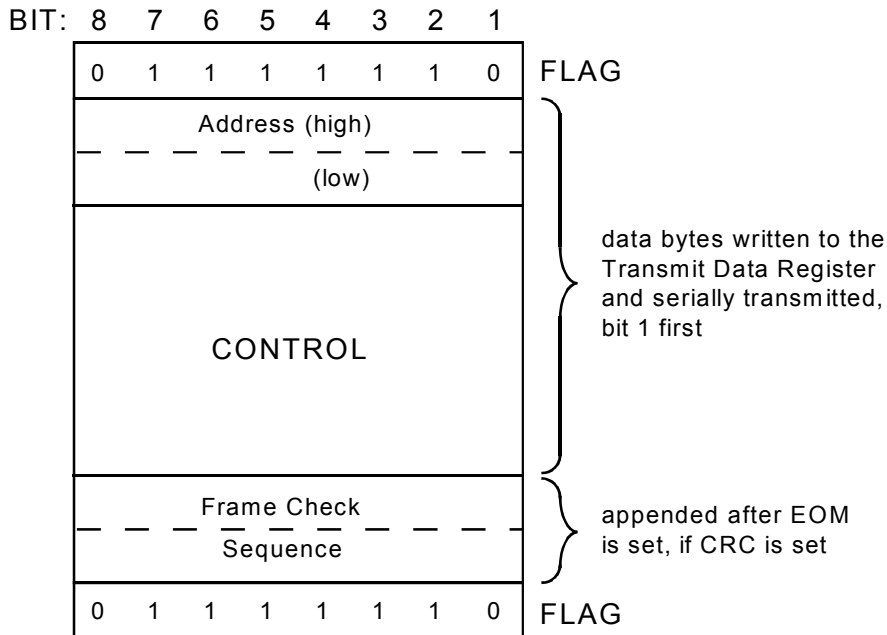 BIT: 8 7 6 5 4 3 2 1
0 1 1 1 1 1 1 0 FLAG
Address (high)
(low)
data bytes written to the
Transmit Data Register
and serially transmitted,
bit 1 first
CONTROL
Frame Check
Sequence
appended after EOM
is set, if CRC is set
0 1 1 1 1 1 1 0 FLAG